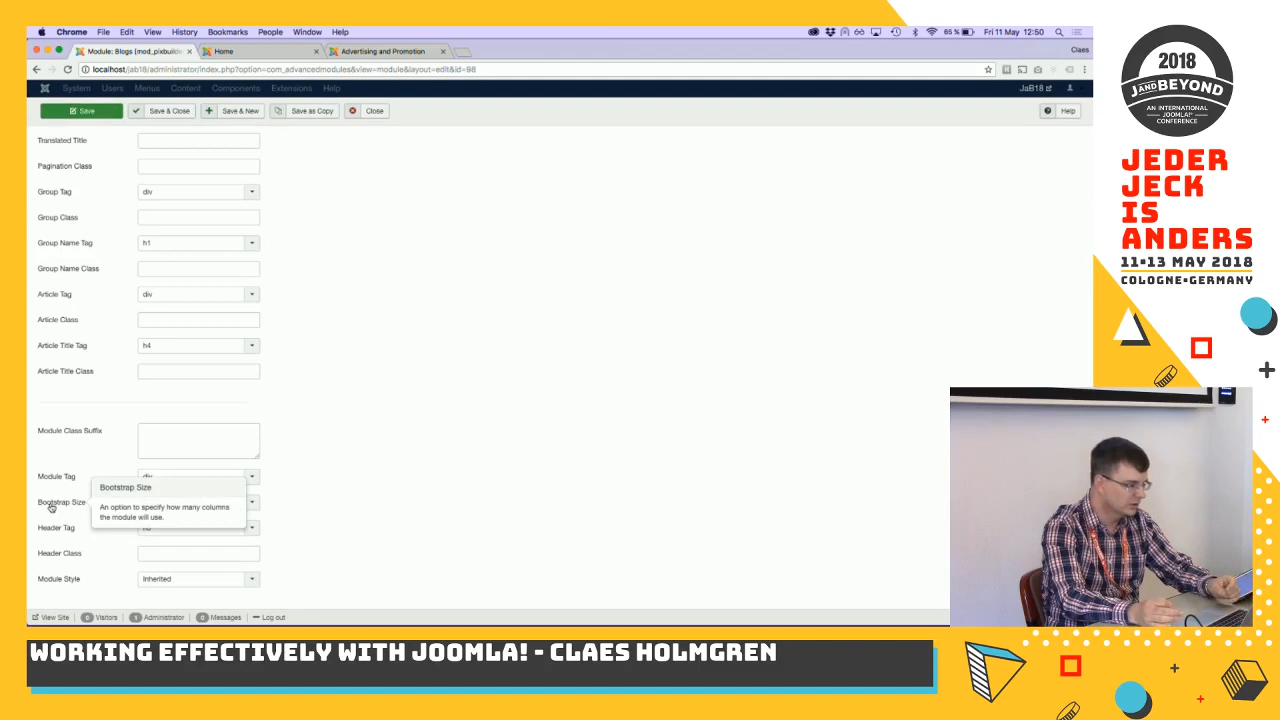 Chrome File Edit View History Bookmarks People Window Help
65 % Fri 11 May 12:50
Module: Blogs (mod_pixbuilde
Home
Advertising and Promotion
Claes
localhost/jab18/administrator/index.php?option=com_advancedmodules&view=module&layout=edit&id=98
System Users Menus Content Components Extensions Help
JaB18
Save
Save & Close
Save & New
Save as Copy
Close
Help
Translated Title
Pagination Class
Group Tag
div
Group Class
Group Name Tag
h1
Group Name Class
Article Tag
div
Article Class
Article Title Tag
h4
Article Title Class
Module Class Suffix
Module Tag
div
Bootstrap Size
Bootstrap Size
An option to specify how many columns
the module will use.
Header Tag
Header Class
Module Style
Inherited
View Site
0 Visitors
1 Administrator
0 Messages
Log out
2018
J AND BEYOND
AN INTERNATIONAL
JOOMLA!
CONFERENCE
JEDER
JECK
IS
ANDERS
11•13 MAY 2018
COLOGNE•GERMANY
WORKING EFFECTIVELY WITH JOOMLA! - CLAES HOLMGREN